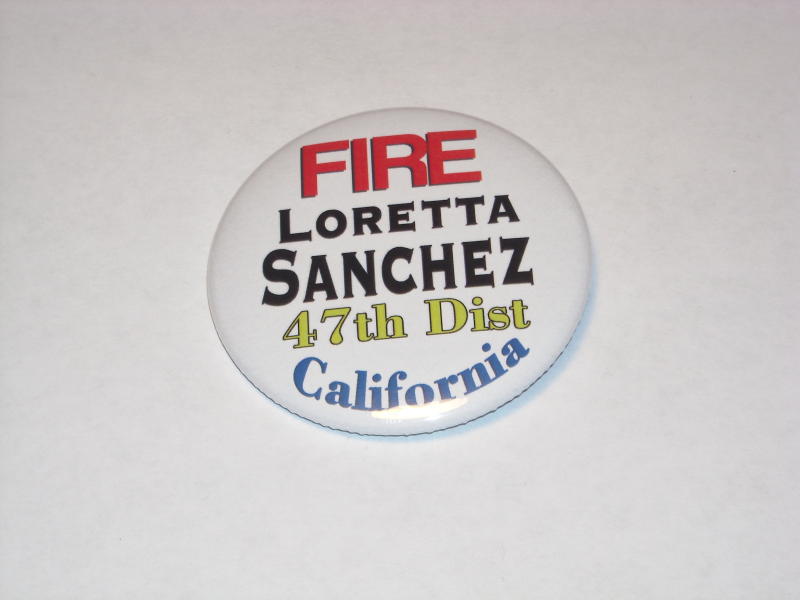 FIRE
LORETTA
SANCHEZ
47th Dist
California